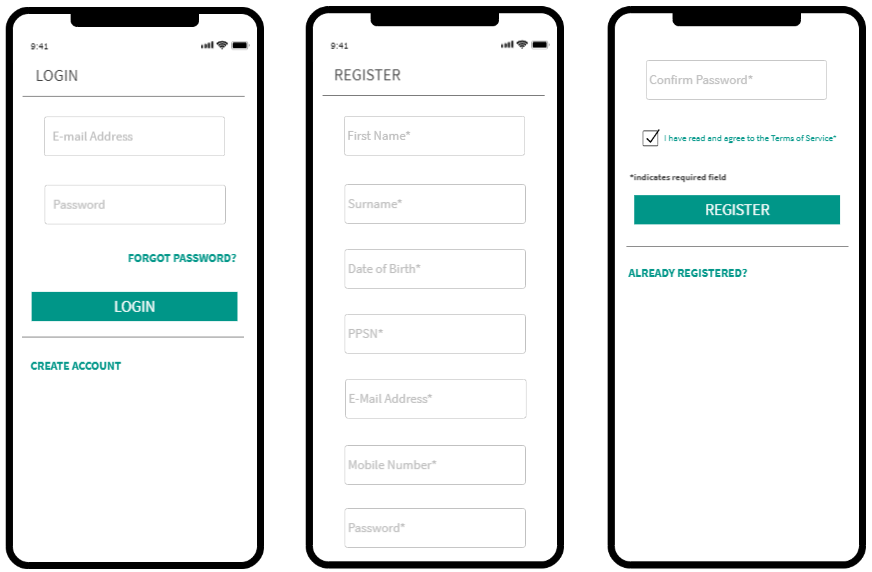 9:41
LOGIN
E-mail Address
Password
FORGOT PASSWORD?
LOGIN
CREATE ACCOUNT
9:41
REGISTER
First Name*
Surname*
Date of Birth*
PPSN*
E-Mail Address*
Mobile Number*
Password*
Confirm Password*
I have read and agree to the Terms of Service*
*indicates required field
REGISTER
ALREADY REGISTERED?